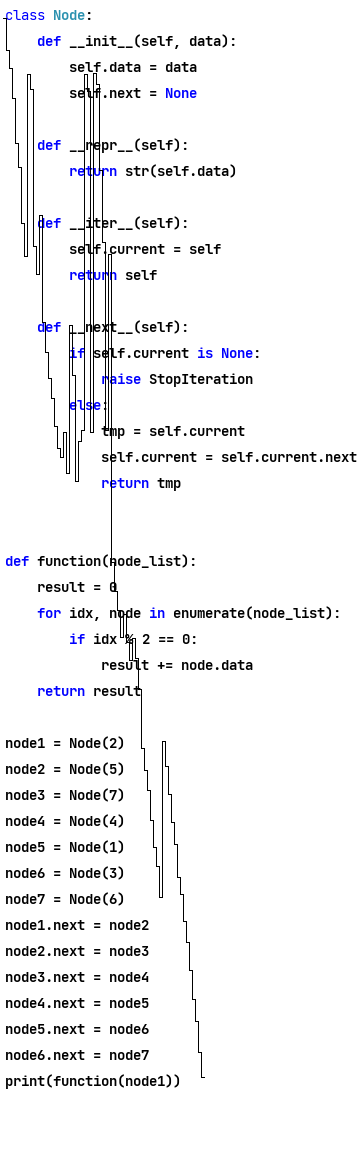 class Node:
    def __init__(self, data):
        self.data = data
        self.next = None

    def __repr__(self):
        return str(self.data)

    def __iter__(self):
        self.current = self
        return self

    def __next__(self):
        if self.current is None:
            raise StopIteration
        else:
            tmp = self.current
            self.current = self.current.next
            return tmp


def function(node_list):
    result = 0
    for idx, node in enumerate(node_list):
        if idx % 2 == 0:
            result += node.data
    return result

node1 = Node(2)
node2 = Node(5)
node3 = Node(7)
node4 = Node(4)
node5 = Node(1)
node6 = Node(3)
node7 = Node(6)
node1.next = node2
node2.next = node3
node3.next = node4
node4.next = node5
node5.next = node6
node6.next = node7
print(function(node1))